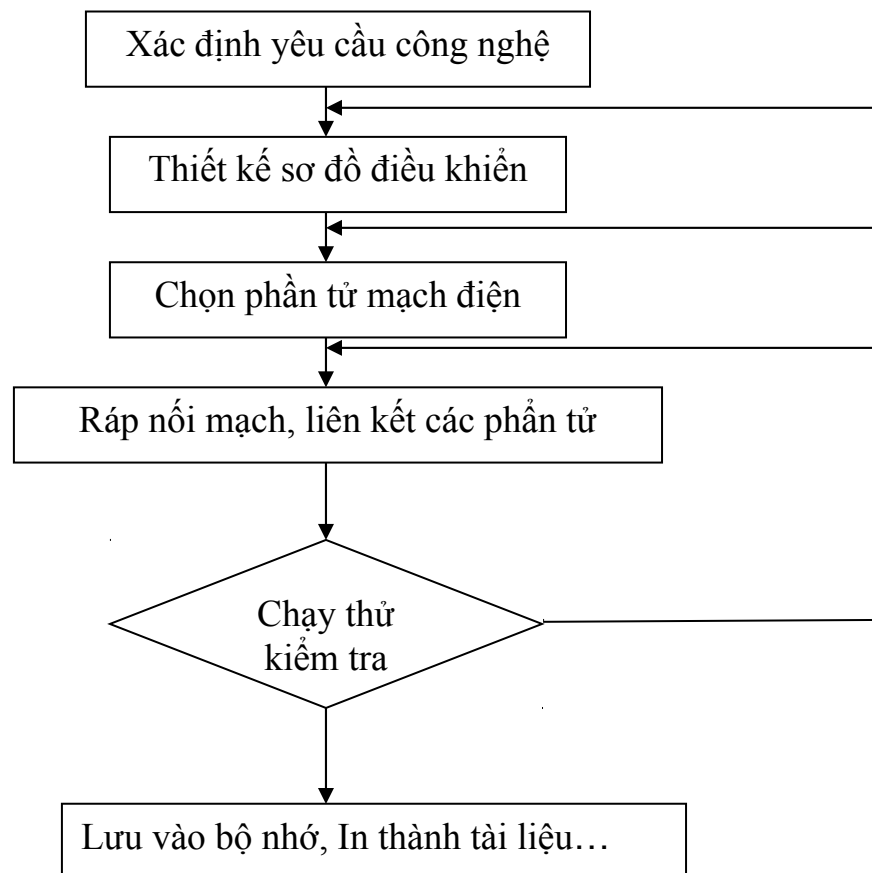 Xác định yêu cầu công nghệ
Thiết kế sơ đồ điều khiển
Chọn phần tử mạch điện
Ráp nối mạch, liên kết các phẩn tử
Chạy thử
kiểm tra
Lưu vào bộ nhớ, In thành tài liệu…